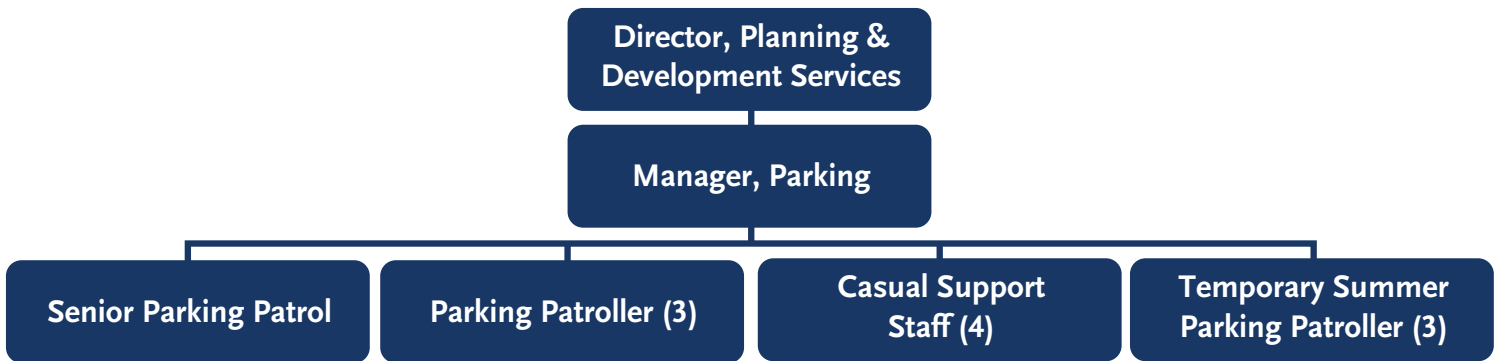 Director, Planning &
Development Services
Manager, Parking
Senior Parking Patrol
Parking Patroller (3)
Casual Support
Staff (4)
Temporary Summer
Parking Patroller (3)